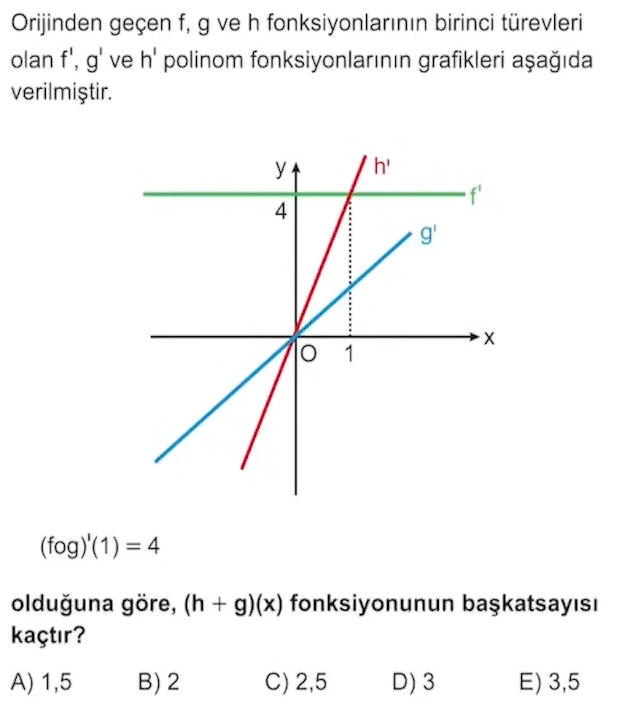 Orijinden geçen f, g ve h fonksiyonlarının birinci türevleri
olan f', g' ve h' polinom fonksiyonlarının grafikleri aşağıda
verilmiştir.
y
h'
f'
4
g'
x
O
1
(fog)'(1) = 4
olduğuna göre, (h + g)(x) fonksiyonunun başkatsayısı
kaçtır?
A) 1,5 B) 2 C) 2,5 D) 3 E) 3,5